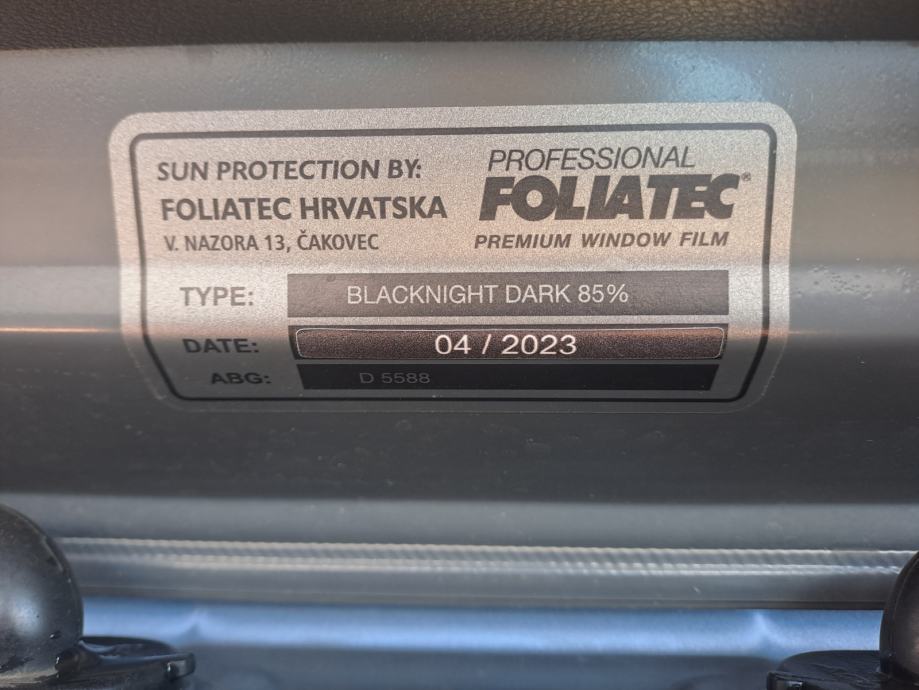 SUN PROTECTION BY:
FOLIATEC HRVATSKA
V. NAZORA 13, ČAKOVEC
PROFESSIONAL
FOLIATEC®
PREMIUM WINDOW FILM
TYPE: BLACKNIGHT DARK 85%
DATE: 04 / 2023
ABG: D 5588